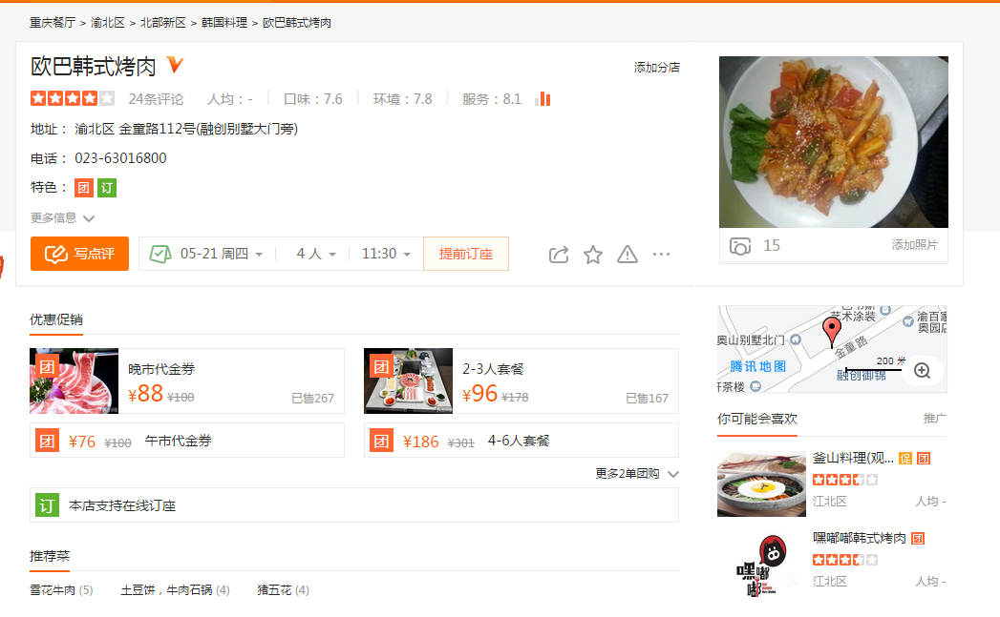 重庆餐厅 > 渝北区 > 北部新区 > 韩国料理 > 欧巴韩式烤肉
欧巴韩式烤肉
添加分店
24条评论 人均：- 口味：7.6 环境：7.8 服务：8.1
地址： 渝北区 金童路112号(融创别墅大门旁)
电话： 023-63016800
特色： 团 订
更多信息
写点评 05-21 周四 4 人 11:30 提前订座
15 添加照片
优惠促销
团 晚市代金券
¥88 ¥100 已售267
团 2-3人套餐
¥96 ¥178 已售167
团 ¥76 ¥100 午市代金券
团 ¥186 ¥301 4-6人套餐
更多2单团购
订 本店支持在线订座
推荐菜
雪花牛肉 (5) 土豆饼，牛肉石锅 (4) 猪五花 (4)
艺术涂装
渝百家
奥园店
奥山别墅北门
金童路
腾讯地图
200 米
融创御锦
茶楼
你可能会喜欢 推广
釜山料理(观... 促 团
江北区 人均 -
嘿嘟嘟韩式烤肉 团
江北区 人均 -
嘿嘟
嘟